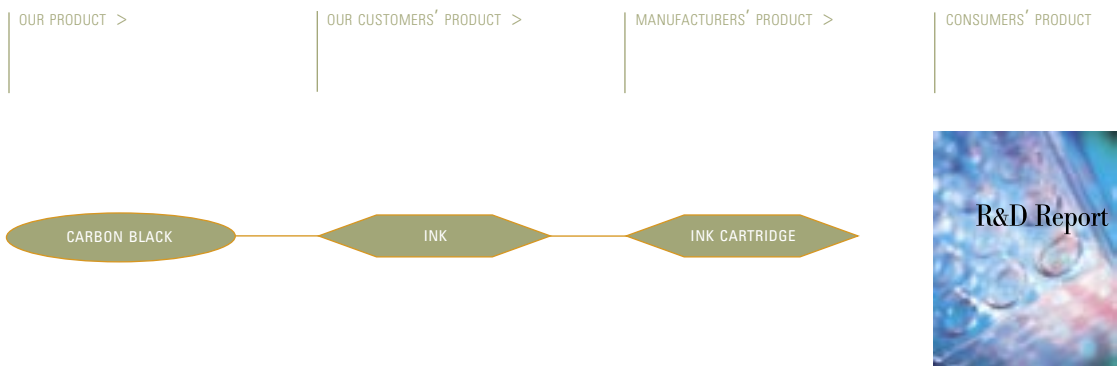 OUR PRODUCT >
OUR CUSTOMERS' PRODUCT >
MANUFACTURERS' PRODUCT >
CONSUMERS' PRODUCT
CARBON BLACK
INK
INK CARTRIDGE
R&D Report